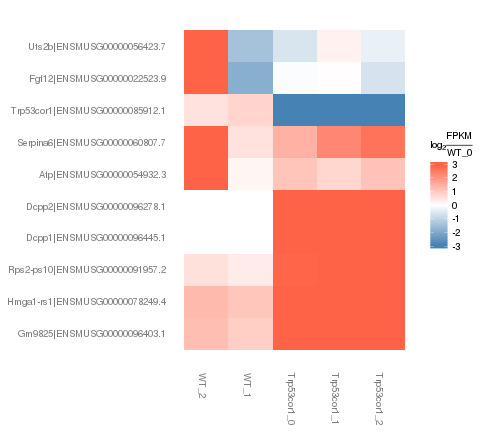 Uts2b|ENSMUSG00000056423.7
Fgf12|ENSMUSG00000022523.9
Trp53cor1|ENSMUSG00000085912.1
Serpina6|ENSMUSG00000060807.7
Afp|ENSMUSG00000054932.3
Dcpp2|ENSMUSG00000096278.1
Dcpp1|ENSMUSG00000096445.1
Rps2-ps10|ENSMUSG00000091957.2
Hmga1-rs1|ENSMUSG00000078249.4
Gm9825|ENSMUSG00000096403.1
WT_2
WT_1
Trp53cor1_0
Trp53cor1_1
Trp53cor1_2
log2 FPKM
WT_0
3
2
1
0
-1
-2
-3